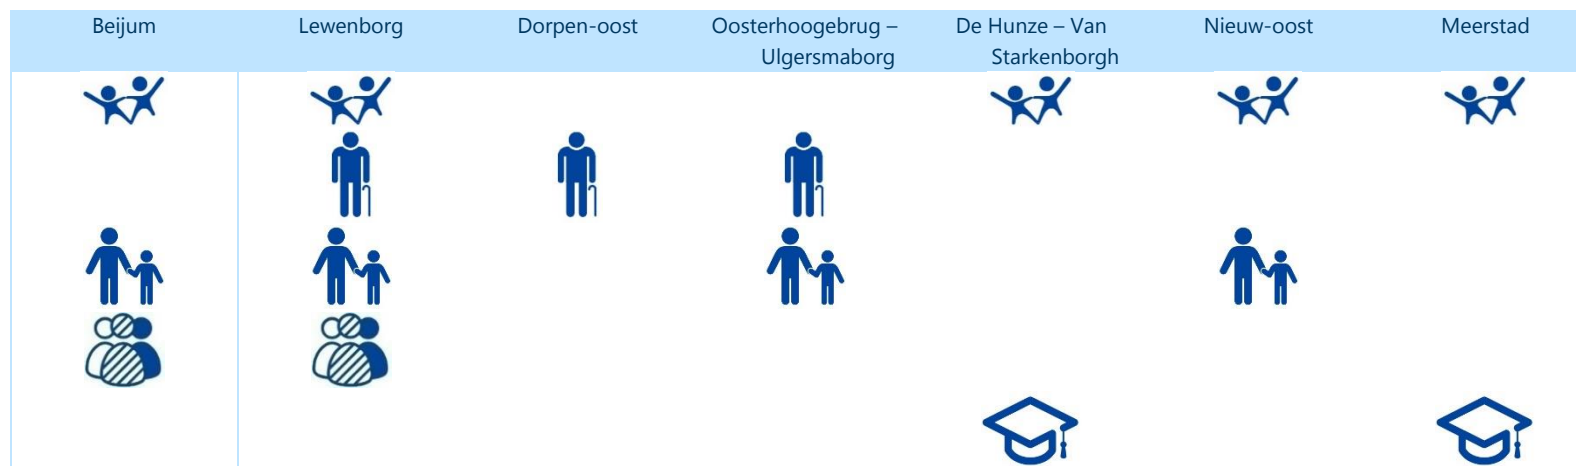 Beijum
Lewenborg
Dorpen-oost
Oosterhoogebrug –
Ulgersmaborg
De Hunze – Van
Starkenborgh
Nieuw-oost
Meerstad